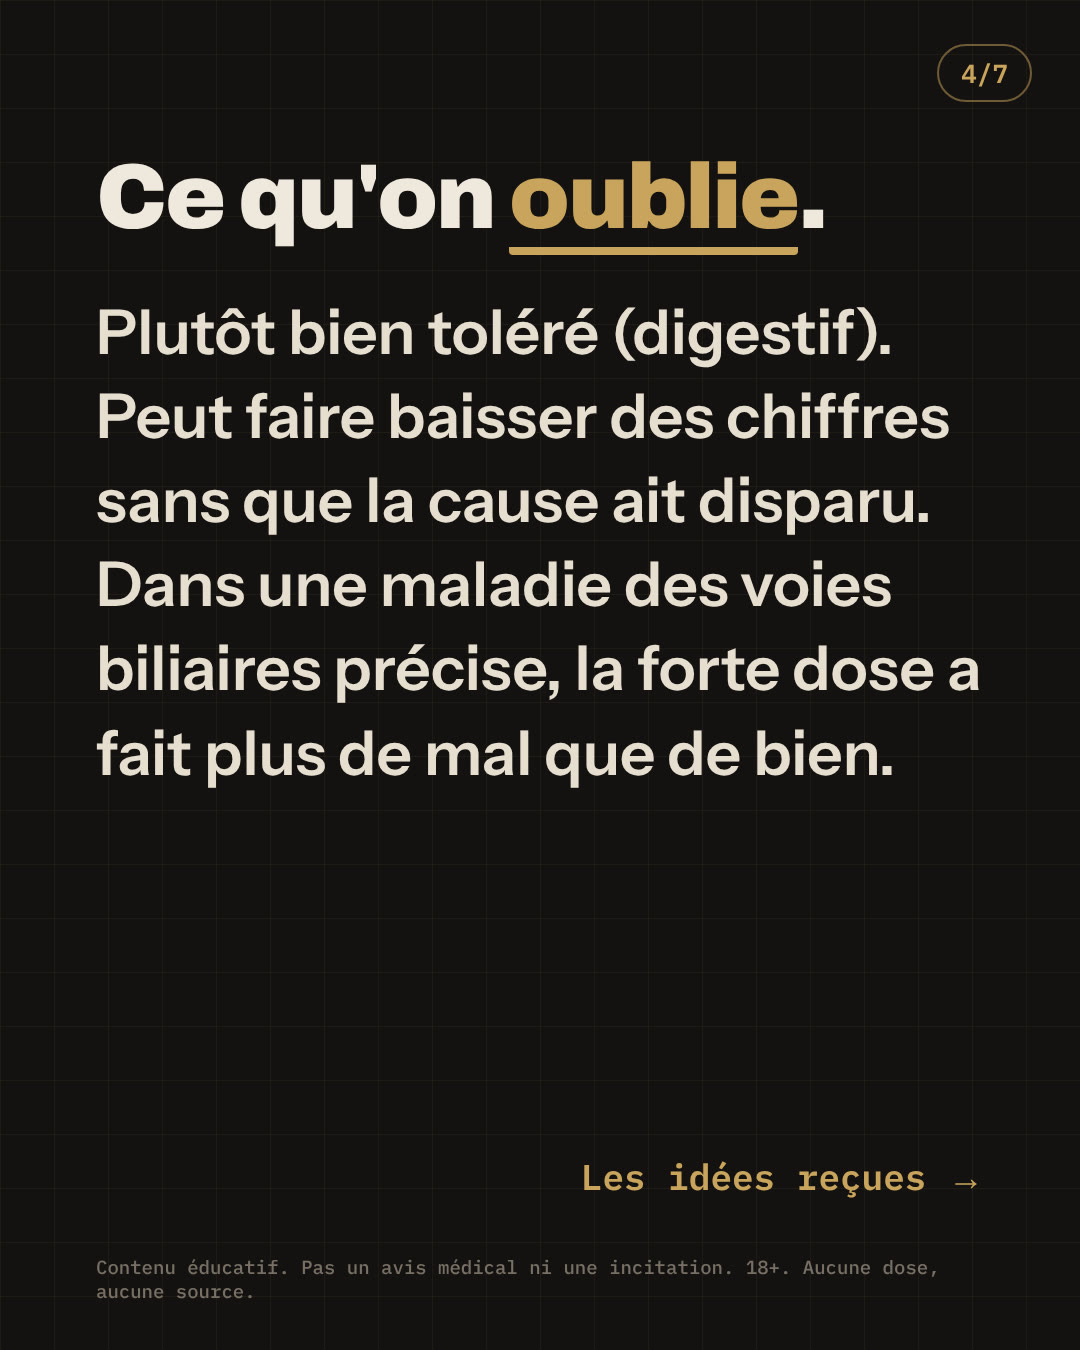 4/7
Ce qu'on oublie.
Plutôt bien toléré (digestif).
Peut faire baisser des chiffres
sans que la cause ait disparu.
Dans une maladie des voies
biliaires précise, la forte dose a
fait plus de mal que de bien.
Les idées reçues →
Contenu éducatif. Pas un avis médical ni une incitation. 18+. Aucune dose,
aucune source.